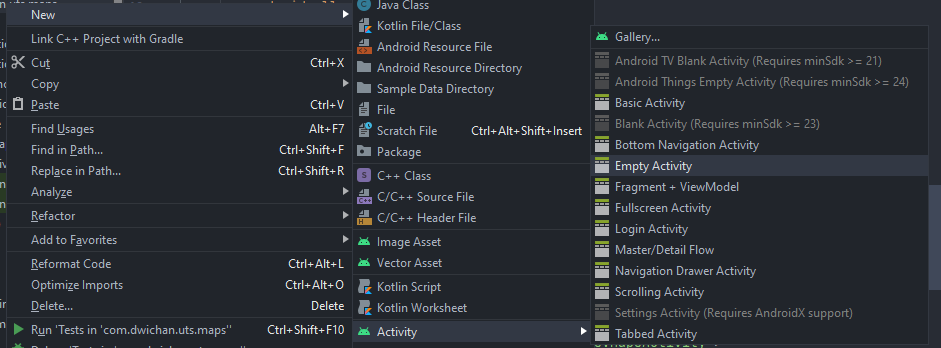 New
Link C++ Project with Gradle
Cut Ctrl+X
Copy
Paste Ctrl+V
Find Usages Alt+F7
Find in Path... Ctrl+Shift+F
Replace in Path... Ctrl+Shift+R
Analyze
Refactor
Add to Favorites
Reformat Code Ctrl+Alt+L
Optimize Imports Ctrl+Alt+O
Delete... Delete
Run 'Tests in 'com.dwichan.uts.maps'' Ctrl+Shift+F10
Java Class
Kotlin File/Class
Android Resource File
Android Resource Directory
Sample Data Directory
File
Scratch File Ctrl+Alt+Shift+Insert
Package
C++ Class
C/C++ Source File
C/C++ Header File
Image Asset
Vector Asset
Kotlin Script
Kotlin Worksheet
Activity
Gallery...
Android TV Blank Activity (Requires minSdk >= 21)
Android Things Empty Activity (Requires minSdk >= 24)
Basic Activity
Blank Activity (Requires minSdk >= 23)
Bottom Navigation Activity
Empty Activity
Fragment + ViewModel
Fullscreen Activity
Login Activity
Master/Detail Flow
Navigation Drawer Activity
Scrolling Activity
Settings Activity (Requires AndroidX support)
Tabbed Activity